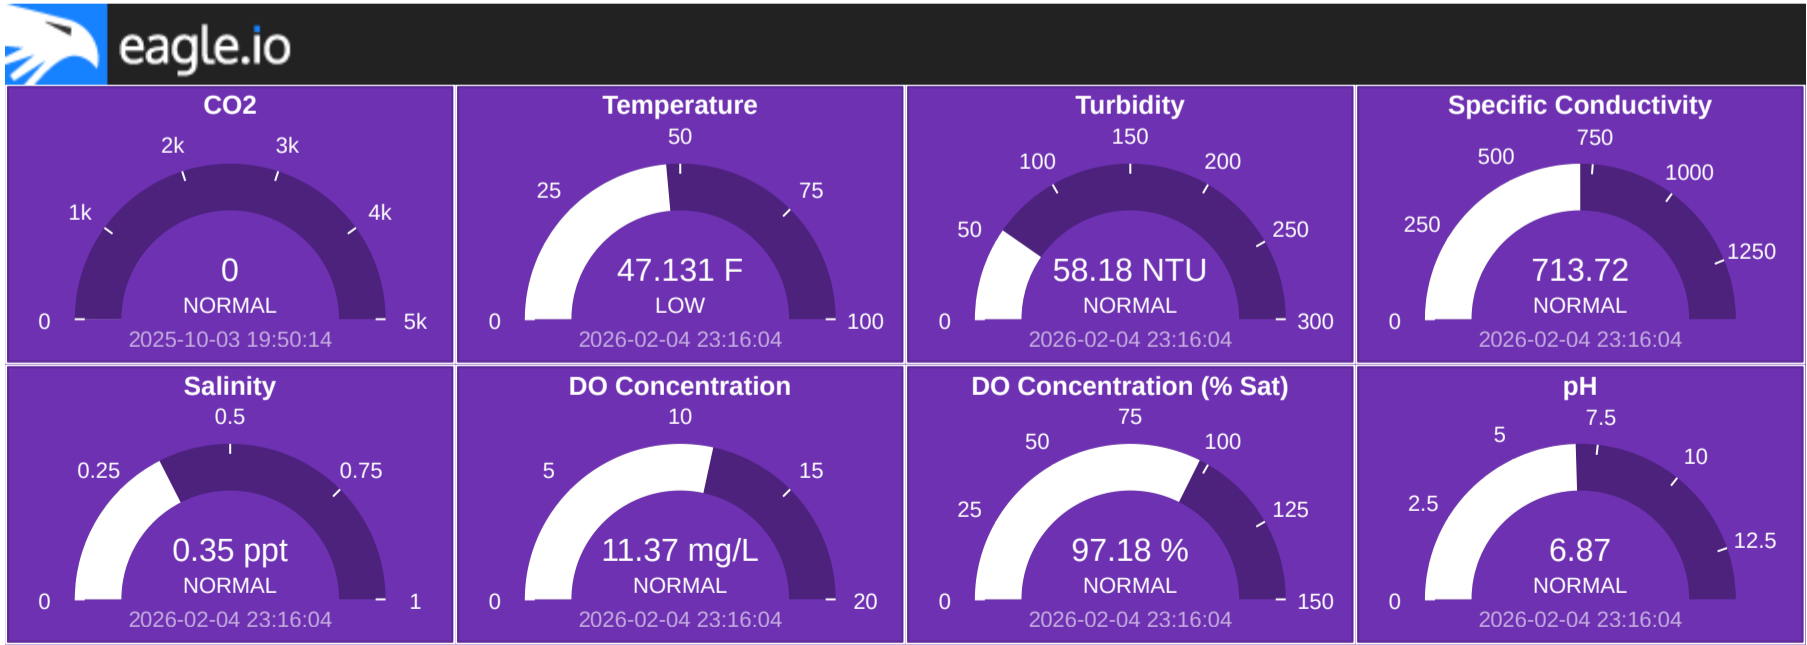 eagle.io
CO2
2k
3k
1k
4k
0
5k
0
NORMAL
2025-10-03 19:50:14
Temperature
50
25
75
0
100
47.131 F
LOW
2026-02-04 23:16:04
Turbidity
150
100
200
50
250
0
300
58.18 NTU
NORMAL
2026-02-04 23:16:04
Specific Conductivity
750
500
1000
250
1250
0
713.72
NORMAL
2026-02-04 23:16:04
Salinity
0.5
0.25
0.75
0
1
0.35 ppt
NORMAL
2026-02-04 23:16:04
DO Concentration
10
5
15
0
20
11.37 mg/L
NORMAL
2026-02-04 23:16:04
DO Concentration (% Sat)
75
50
100
25
125
0
150
97.18 %
NORMAL
2026-02-04 23:16:04
pH
7.5
5
10
2.5
12.5
0
6.87
NORMAL
2026-02-04 23:16:04